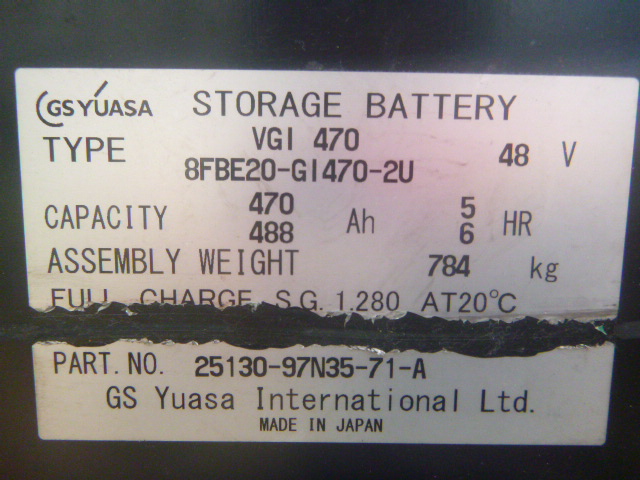 GS YUASA STORAGE BATTERY
TYPE VGI 470 48 V
8FBE20-GI470-2U
CAPACITY 470 Ah 5 HR
488 6
ASSEMBLY WEIGHT 784 kg
FULL CHARGE S.G. 1.280 AT20°C
PART.NO. 25130-97N35-71-A
GS Yuasa International Ltd.
MADE IN JAPAN